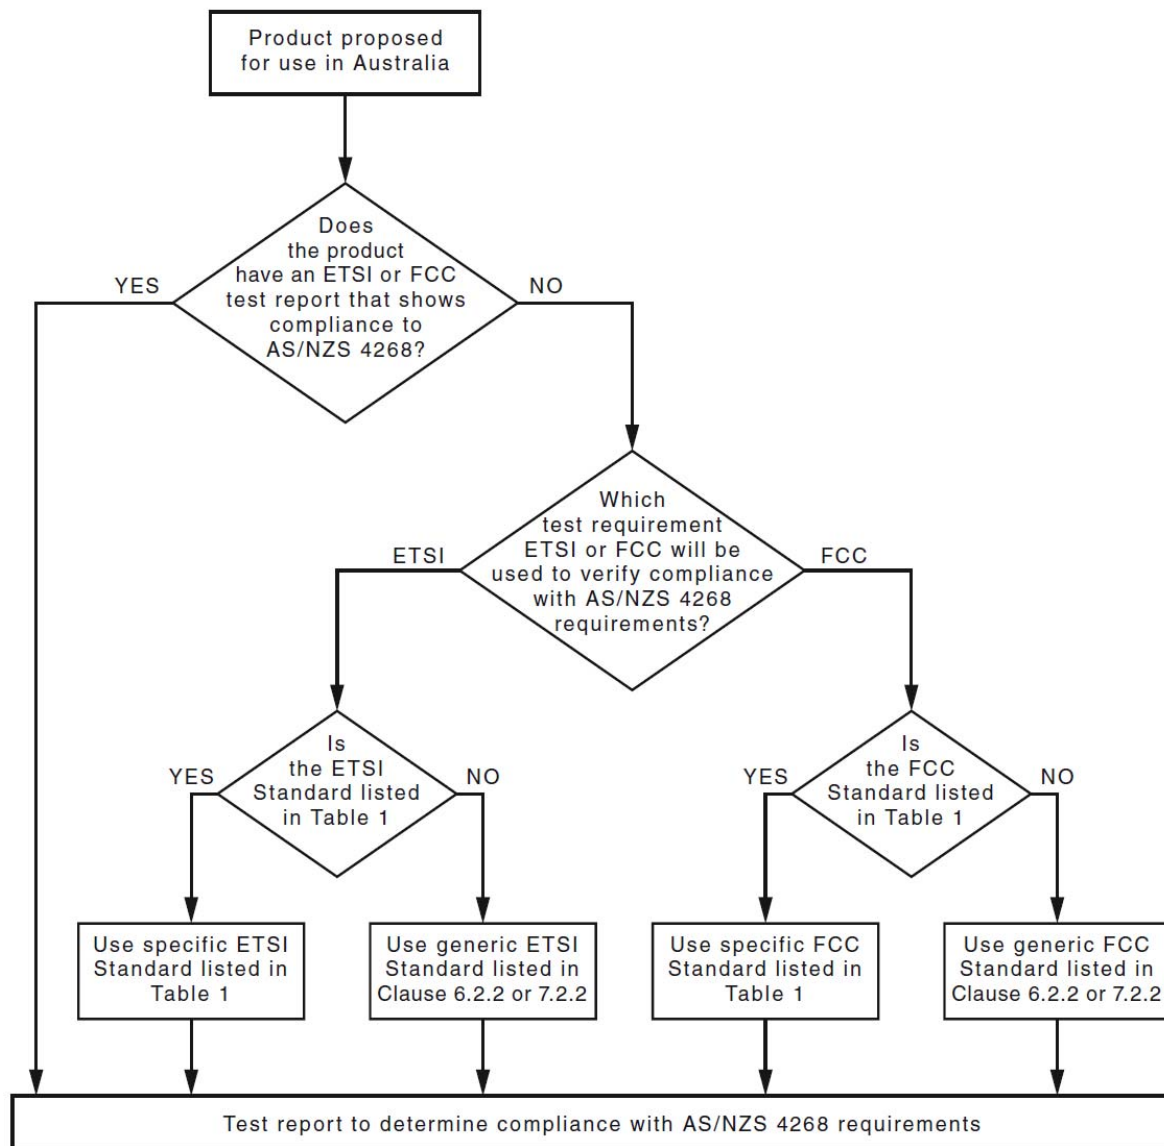 Product proposed
for use in Australia
Does
the product
have an ETSI or FCC
test report that shows
compliance to
AS/NZS 4268?
YES
NO
Which
test requirement
ETSI or FCC will be
used to verify compliance
with AS/NZS 4268
requirements?
ETSI
FCC
Is
the ETSI
Standard listed
in Table 1
YES
NO
Is
the FCC
Standard listed
in Table 1
YES
NO
Use specific ETSI
Standard listed in
Table 1
Use generic ETSI
Standard listed in
Clause 6.2.2 or 7.2.2
Use specific FCC
Standard listed in
Table 1
Use generic FCC
Standard listed in
Clause 6.2.2 or 7.2.2
Test report to determine compliance with AS/NZS 4268 requirements